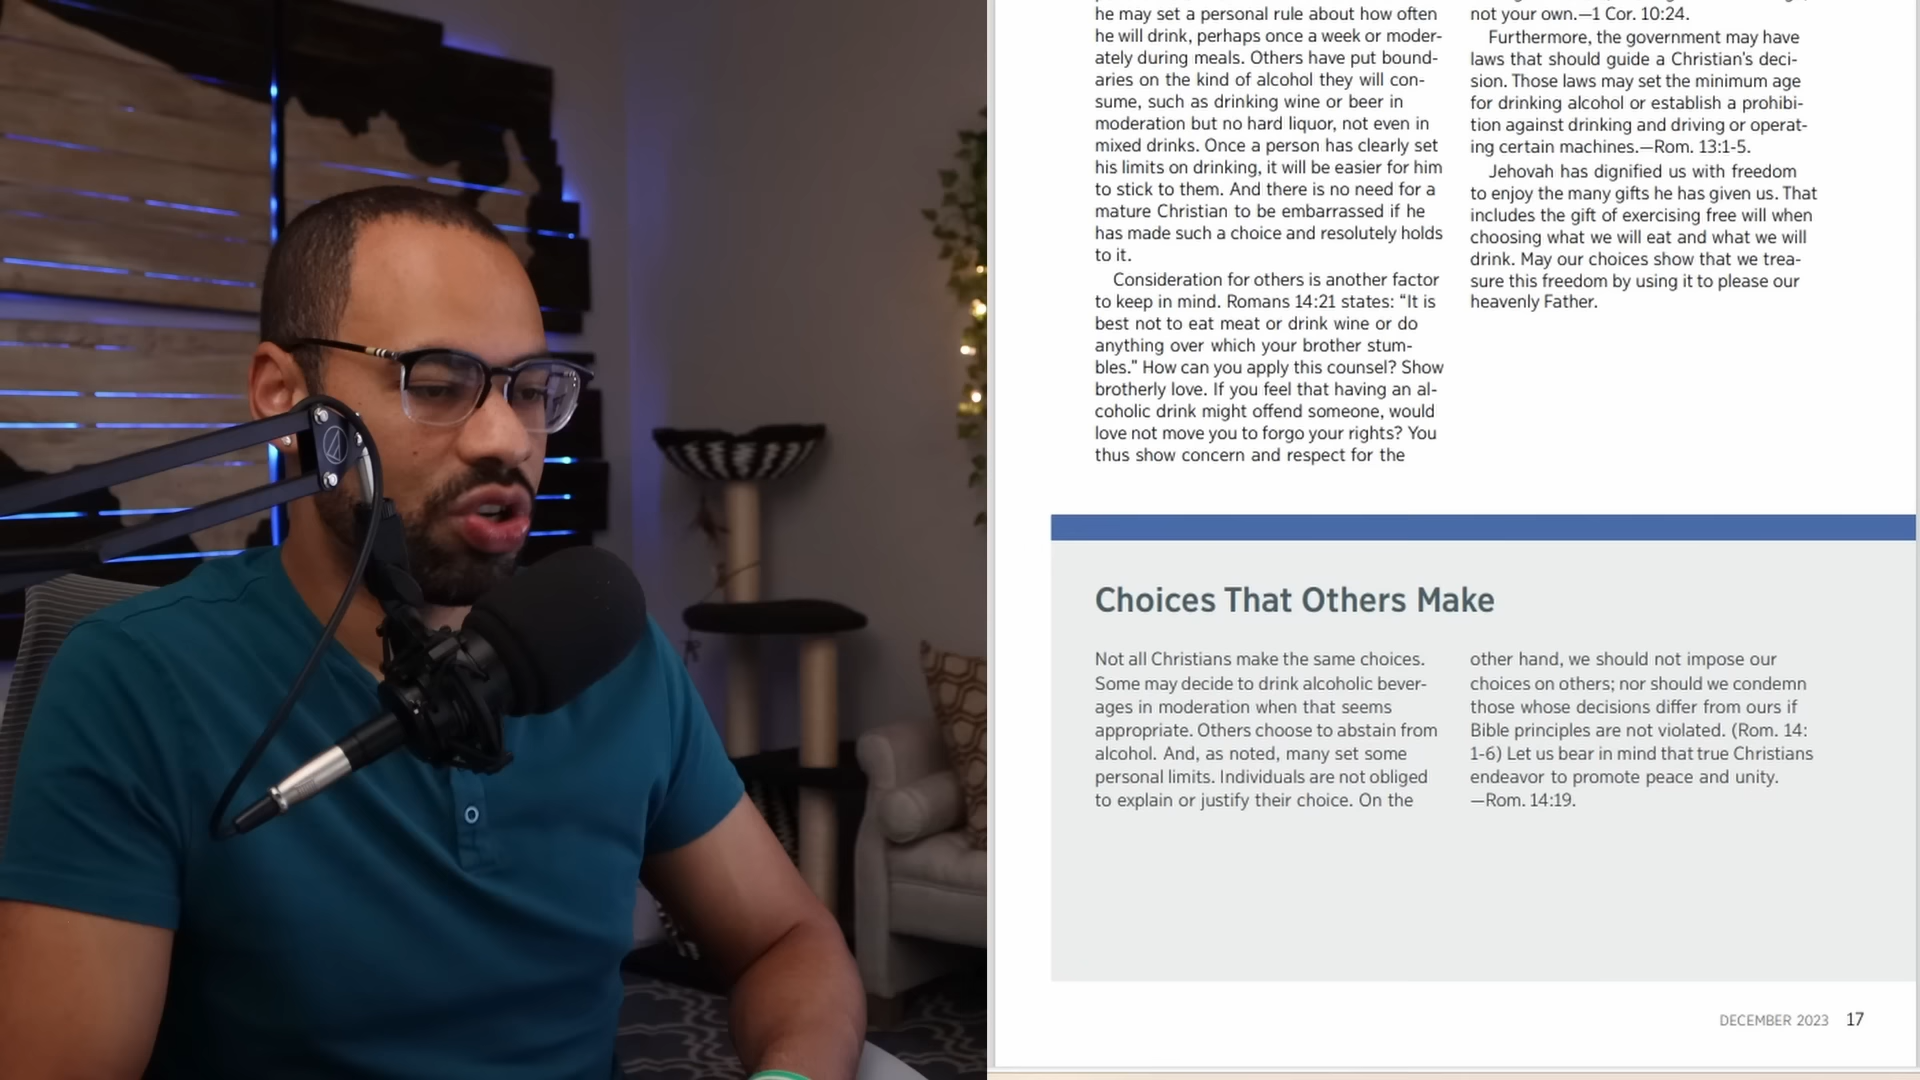 he may set a personal rule about how often
he will drink, perhaps once a week or moder-
ately during meals. Others have put bound-
aries on the kind of alcohol they will con-
sume, such as drinking wine or beer in
moderation but no hard liquor, not even in
mixed drinks. Once a person has clearly set
his limits on drinking, it will be easier for him
to stick to them. And there is no need for a
mature Christian to be embarrassed if he
has made such a choice and resolutely holds
to it.
Consideration for others is another factor
to keep in mind. Romans 14:21 states: “It is
best not to eat meat or drink wine or do
anything over which your brother stum-
bles.” How can you apply this counsel? Show
brotherly love. If you feel that having an al-
coholic drink might offend someone, would
love not move you to forgo your rights? You
thus show concern and respect for the
not your own.—1 Cor. 10:24.
Furthermore, the government may have
laws that should guide a Christian’s deci-
sion. Those laws may set the minimum age
for drinking alcohol or establish a prohibi-
tion against drinking and driving or operat-
ing certain machines.—Rom. 13:1-5.
Jehovah has dignified us with freedom
to enjoy the many gifts he has given us. That
includes the gift of exercising free will when
choosing what we will eat and what we will
drink. May our choices show that we trea-
sure this freedom by using it to please our
heavenly Father.
Choices That Others Make
Not all Christians make the same choices.
Some may decide to drink alcoholic bever-
ages in moderation when that seems
appropriate. Others choose to abstain from
alcohol. And, as noted, many set some
personal limits. Individuals are not obliged
to explain or justify their choice. On the
other hand, we should not impose our
choices on others; nor should we condemn
those whose decisions differ from ours if
Bible principles are not violated. (Rom. 14:
1-6) Let us bear in mind that true Christians
endeavor to promote peace and unity.
—Rom. 14:19.
DECEMBER 2023 17